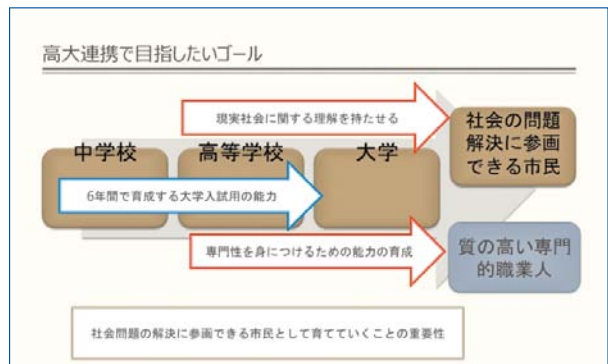 高大連携で目指したいゴール
現実社会に関する理解を持たせる
社会の問題
解決に参画
できる市民
中学校
高等学校
大学
6年間で育成する大学入試用の能力
専門性を身につけるための能力の育成
質の高い専門
的職業人
社会問題の解決に参画できる市民として育てていくことの重要性